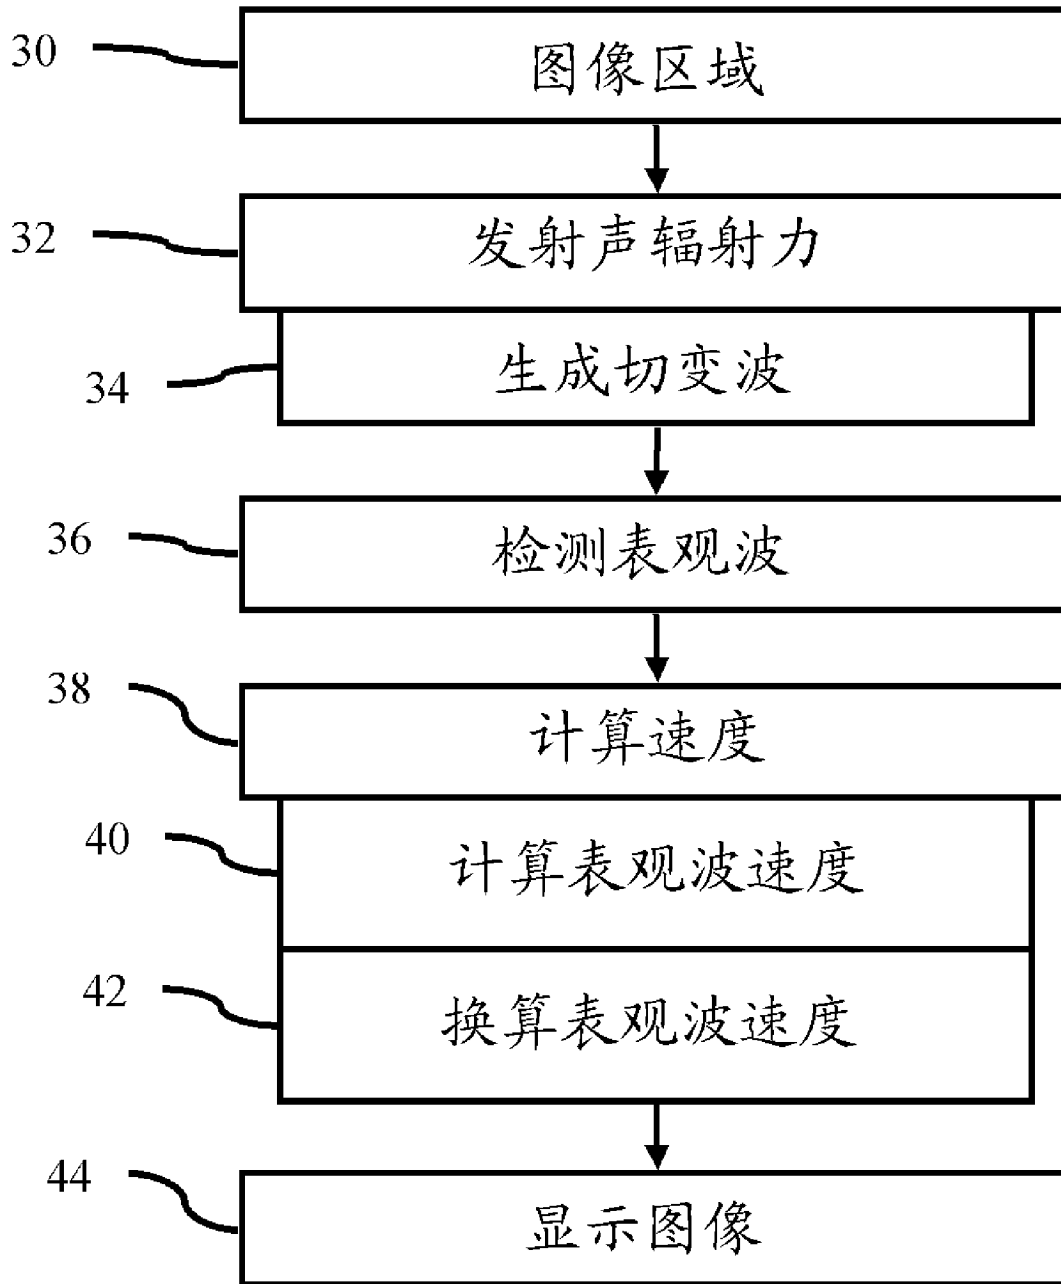 30 图像区域
32 发射声辐射力
34 生成切变波
36 检测表观波
38 计算速度
40 计算表观波速度
42 换算表观波速度
44 显示图像